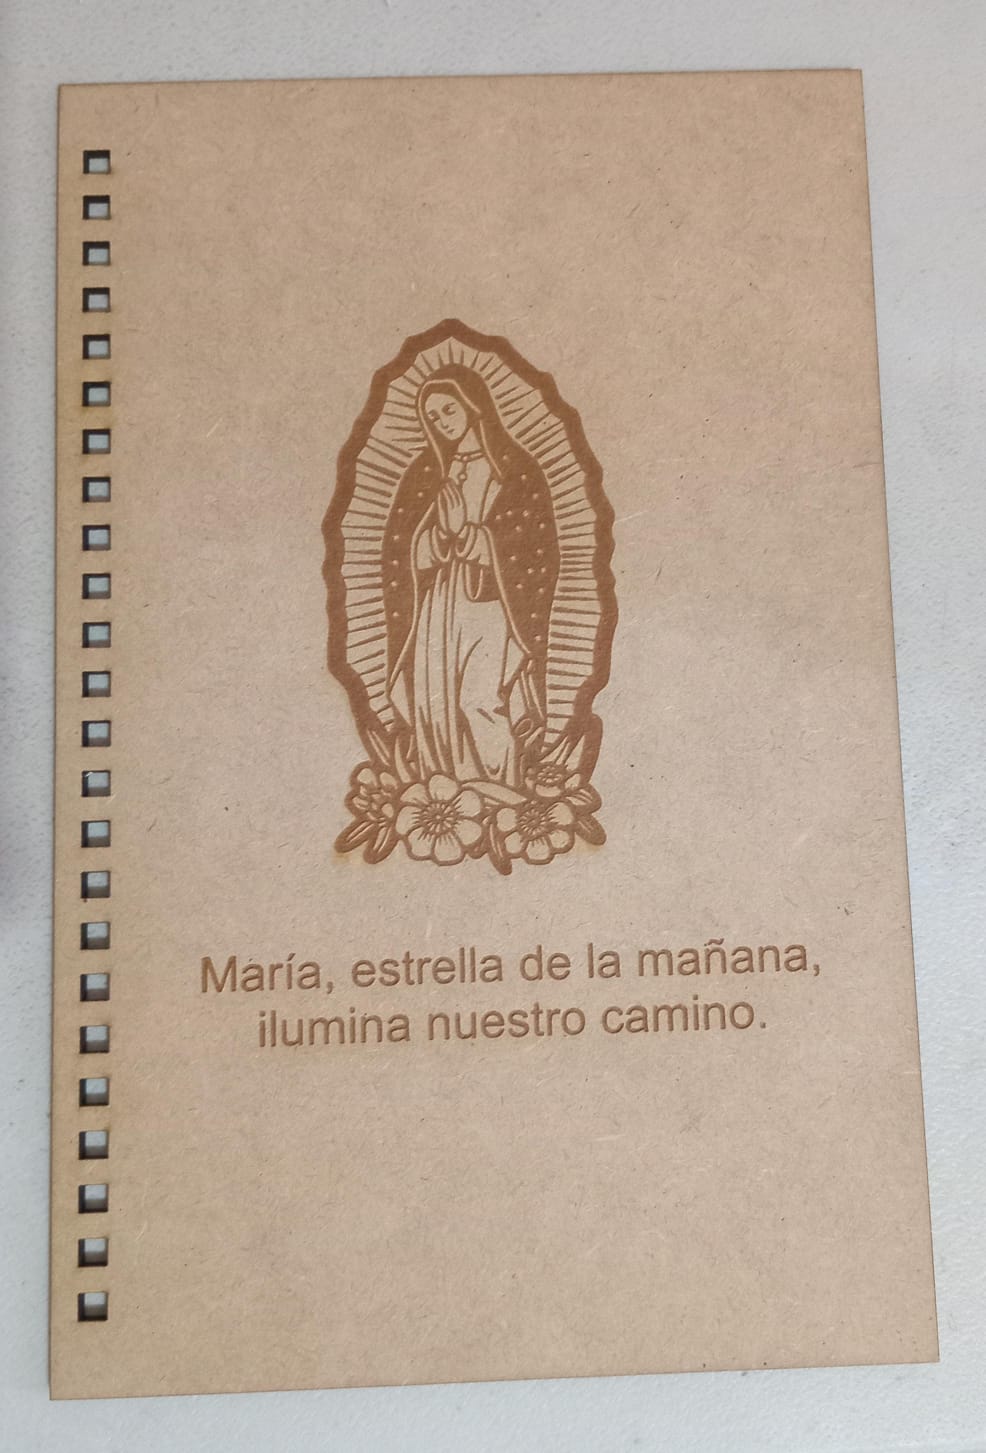 María, estrella de la mañana,
ilumina nuestro camino.